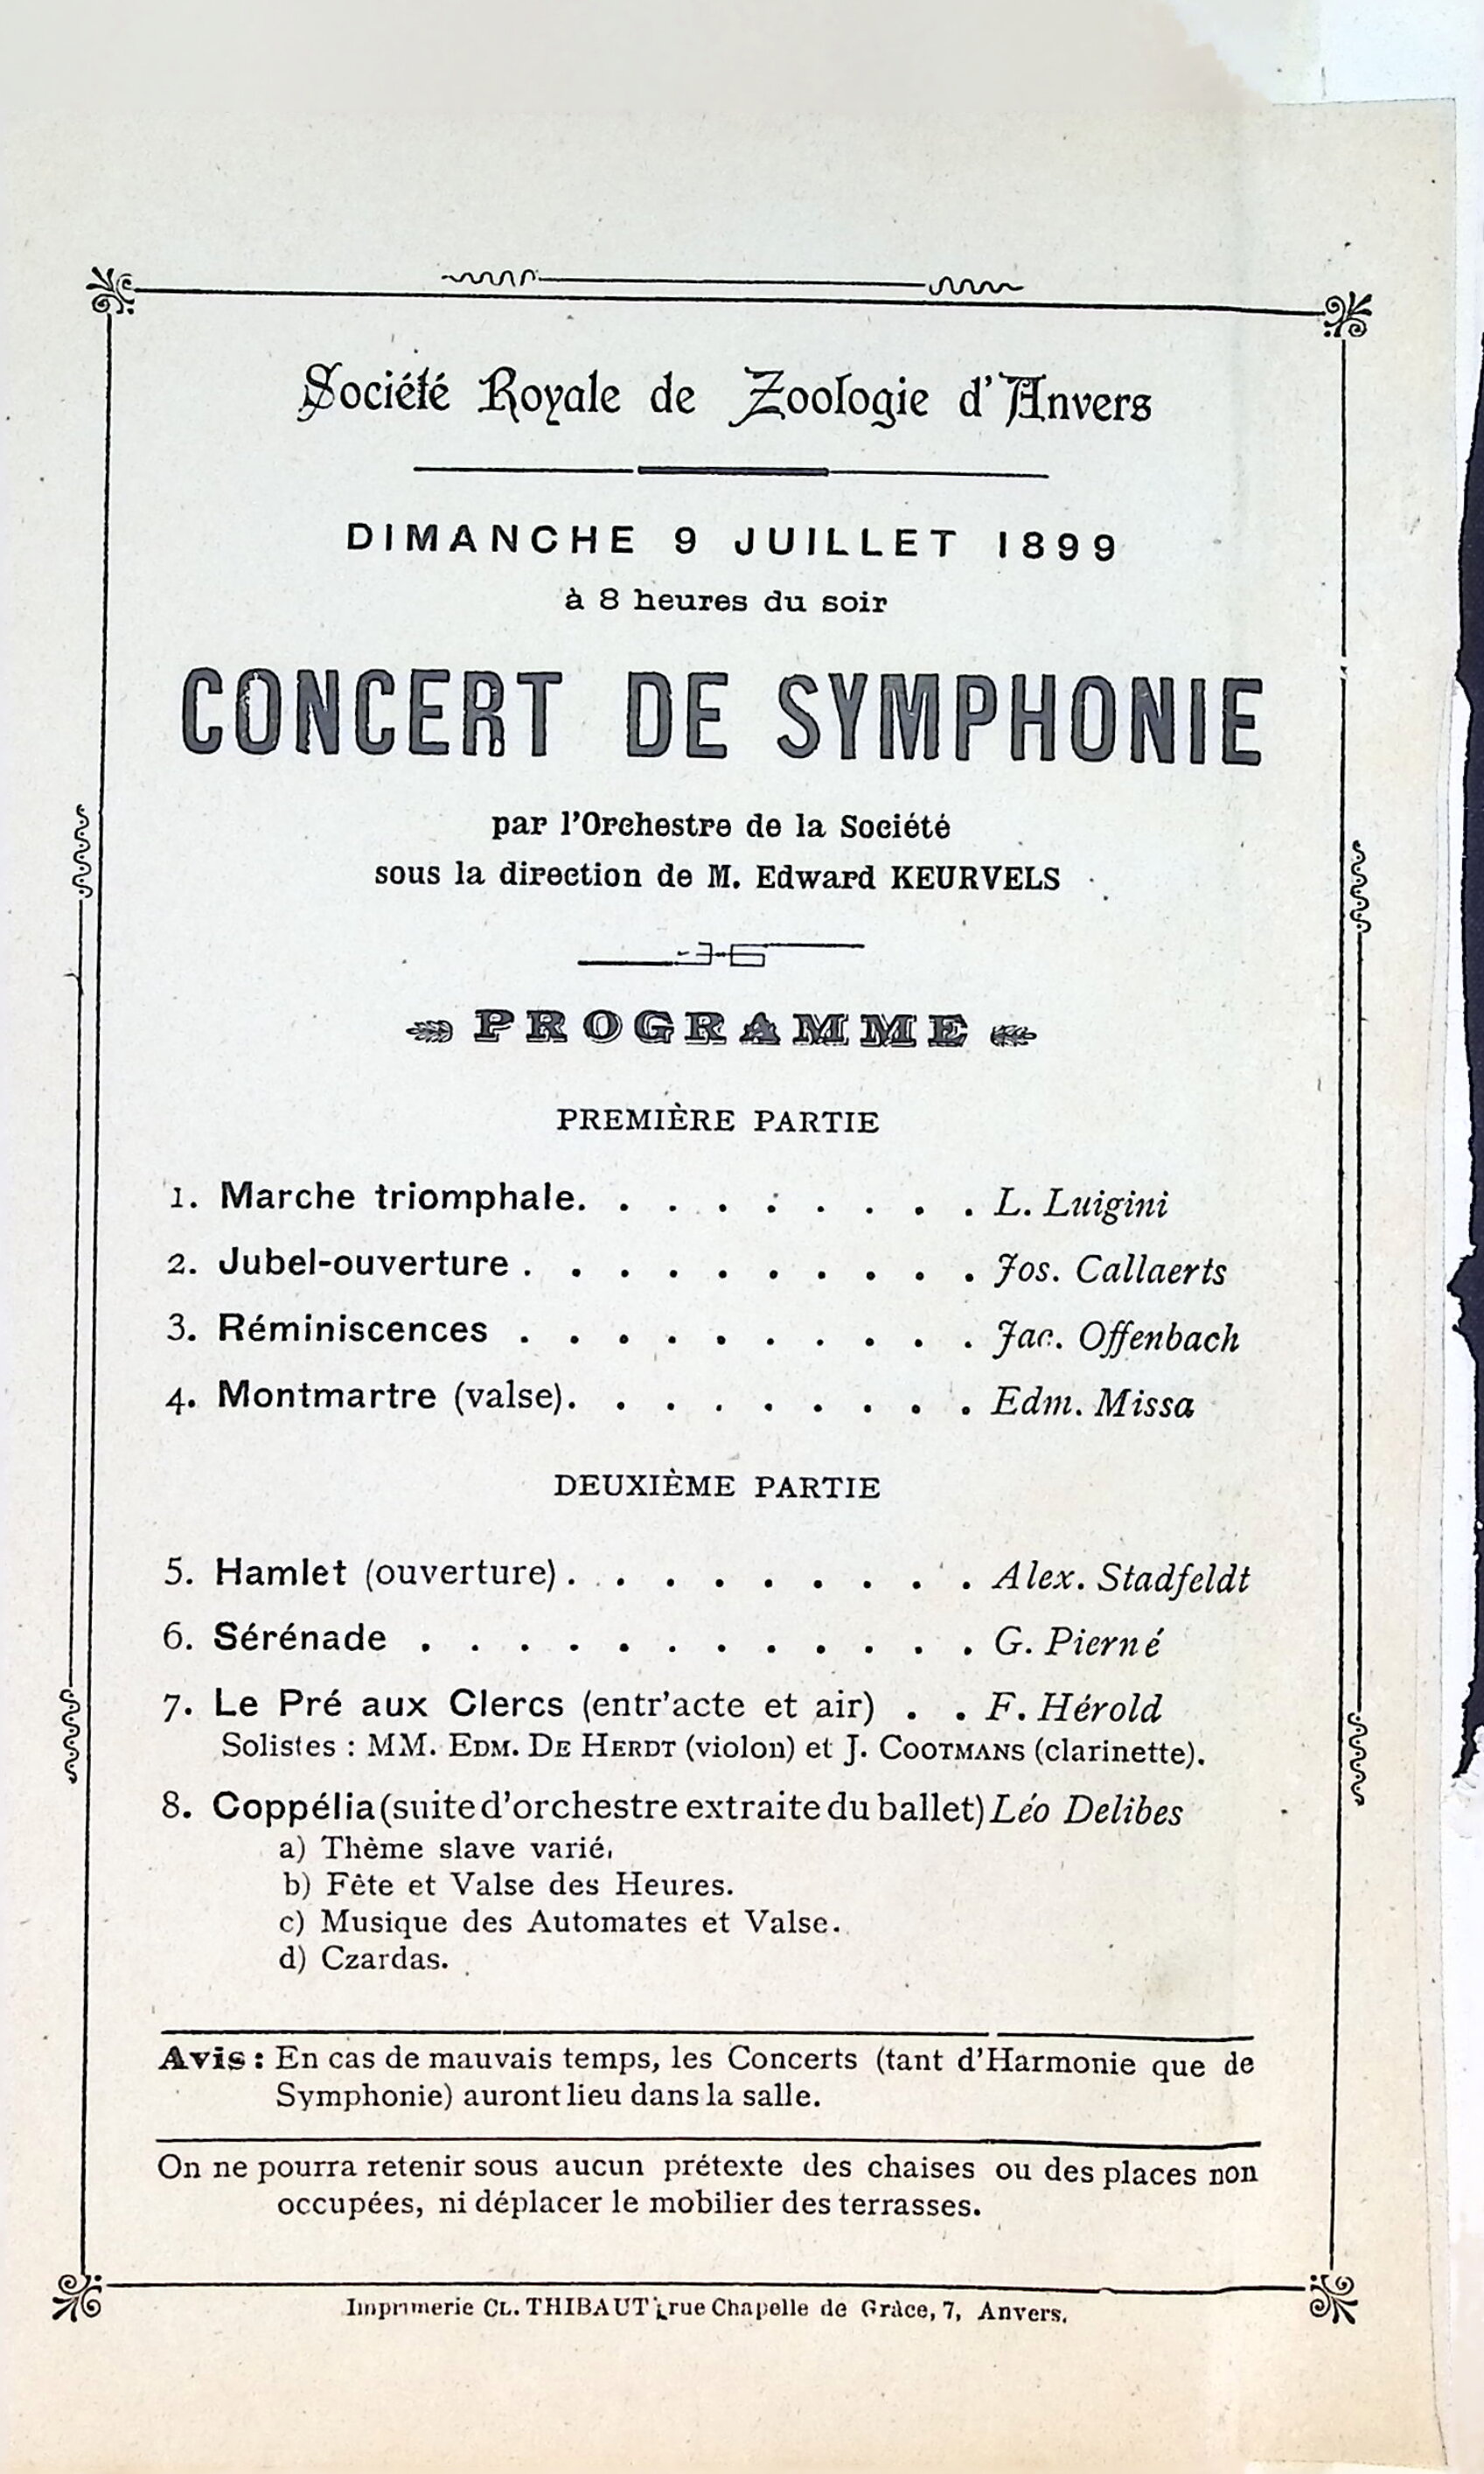 Société Royale de Zoologie d'Anvers
DIMANCHE 9 JUILLET 1899
à 8 heures du soir
CONCERT DE SYMPHONIE
par l'Orchestre de la Société
sous la direction de M. Edward KEURVELS
PROGRAMME
PREMIÈRE PARTIE
1. Marche triomphale. . . . . . . . . L. Luigini
2. Jubel-ouverture . . . . . . . . . . Jos. Callaerts
3. Réminiscences . . . . . . . . . . Jac. Offenbach
4. Montmartre (valse). . . . . . . . . Edm. Missa
DEUXIÈME PARTIE
5. Hamlet (ouverture) . . . . . . . . . Alex. Stadfeldt
6. Sérénade . . . . . . . . . . . . G. Pierné
7. Le Pré aux Clercs (entr'acte et air) . . F. Hérold
Solistes : MM. EDM. DE HERDT (violon) et J. COOTMANS (clarinette).
8. Coppélia (suite d'orchestre extraite du ballet) Léo Delibes
a) Thème slave varié.
b) Fête et Valse des Heures.
c) Musique des Automates et Valse.
d) Czardas.
Avis : En cas de mauvais temps, les Concerts (tant d'Harmonie que de
Symphonie) auront lieu dans la salle.
On ne pourra retenir sous aucun prétexte des chaises ou des places non
occupées, ni déplacer le mobilier des terrasses.
Imprimerie CL. THIBAUT, rue Chapelle de Grâce, 7, Anvers.